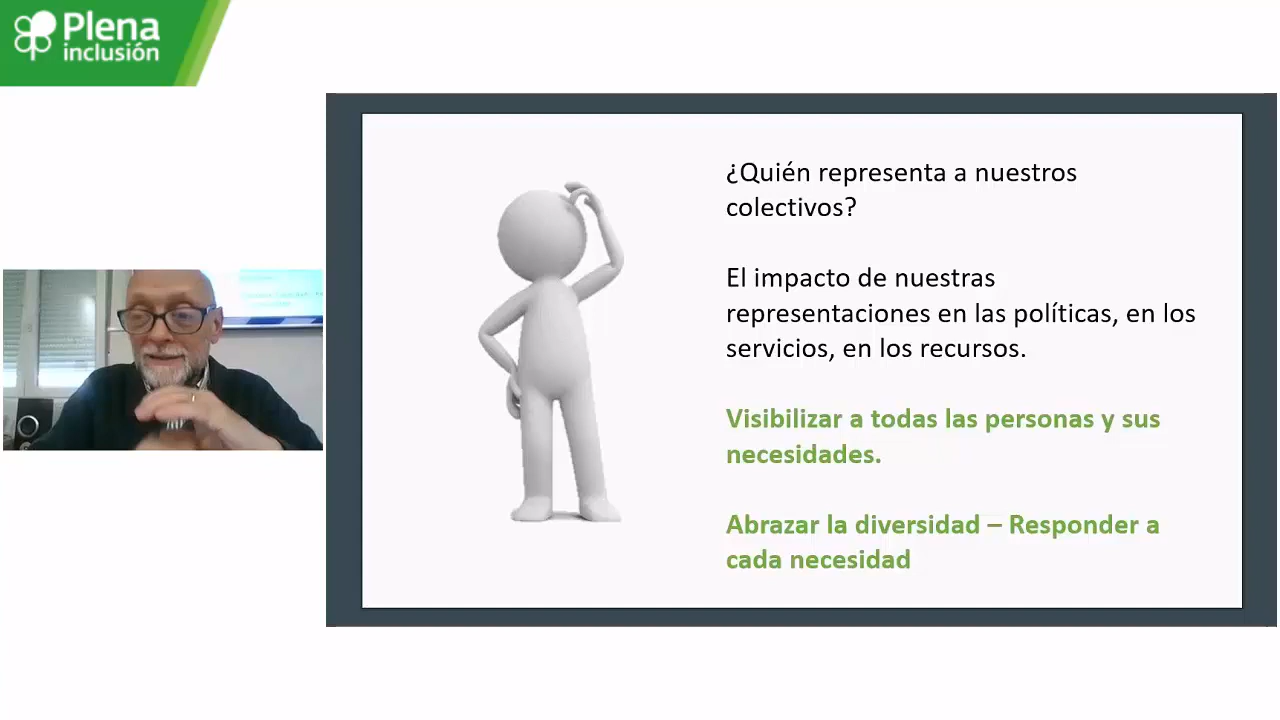 Plena
inclusión
¿Quién representa a nuestros
colectivos?
El impacto de nuestras
representaciones en las políticas, en los
servicios, en los recursos.
Visibilizar a todas las personas y sus
necesidades.
Abrazar la diversidad – Responder a
cada necesidad